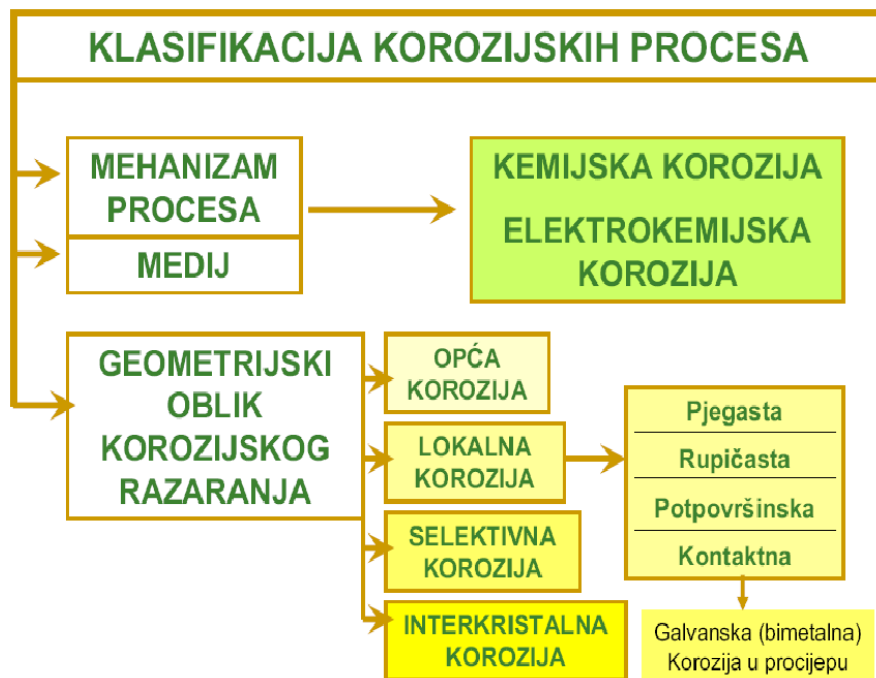 KLASIFIKACIJA KOROZIJSKIH PROCESA
MEHANIZAM
PROCESA
MEDIJ
KEMIJSKA KOROZIJA
ELEKTROKEMIJSKA
KOROZIJA
GEOMETRIJSKI
OBLIK
KOROZIJSKOG
RAZARANJA
OPĆA
KOROZIJA
LOKALNA
KOROZIJA
SELEKTIVNA
KOROZIJA
INTERKRISTALNA
KOROZIJA
Pjegasta
Rupičasta
Potpovršinska
Kontaktna
Galvanska (bimetalna)
Korozija u procijepu